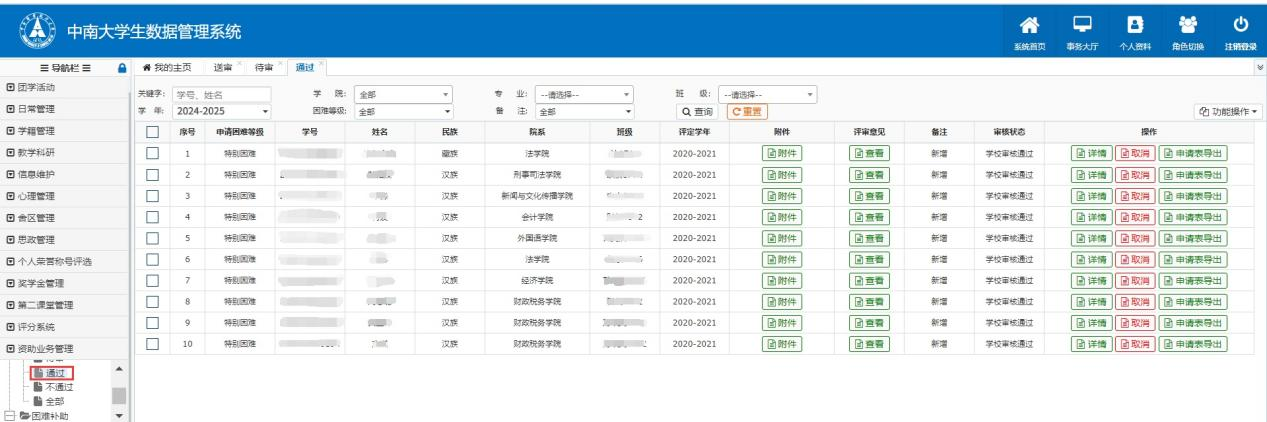 中南大学生数据管理系统
系统首页 事务大厅 个人资料 角色切换 注销登录
三 导航栏 三 我的主页 送审 × 待审 × 通过 ×
团学活动
日常管理
学籍管理
教学科研
信息维护
心理管理
舍区管理
思政管理
个人荣誉称号评选
奖学金管理
第二课堂管理
评分系统
资助业务管理
通过
不通过
全部
困难补助
关键字: 学号、姓名 学 院: 全部 专 业: --请选择-- 班 级: --请选择--
学 年: 2024-2025 困难等级: 全部 备 注: 全部 查询 重置 功能操作
序号 申请困难等级 学号 姓名 民族 院系 班级 评定学年 附件 评审意见 备注 审核状态 操作
1 特别困难 族 法学院 2020-2021 附件 查看 新增 学校审核通过 详情 取消 申请表导出
2 特别困难 汉族 刑事司法学院 2020-2021 附件 查看 新增 学校审核通过 详情 取消 申请表导出
3 特别困难 汉族 新闻与文化传播学院 2020-2021 附件 查看 新增 学校审核通过 详情 取消 申请表导出
4 特别困难 汉族 会计学院 2020-2021 附件 查看 新增 学校审核通过 详情 取消 申请表导出
5 特别困难 汉族 外国语学院 2020-2021 附件 查看 新增 学校审核通过 详情 取消 申请表导出
6 特别困难 汉族 法学院 2020-2021 附件 查看 新增 学校审核通过 详情 取消 申请表导出
7 特别困难 汉族 经济学院 2020-2021 附件 查看 新增 学校审核通过 详情 取消 申请表导出
8 特别困难 汉族 财政税务学院 2020-2021 附件 查看 新增 学校审核通过 详情 取消 申请表导出
9 特别困难 汉族 财政税务学院 2020-2021 附件 查看 新增 学校审核通过 详情 取消 申请表导出
10 特别困难 汉族 财政税务学院 2020-2021 附件 查看 新增 学校审核通过 详情 取消 申请表导出